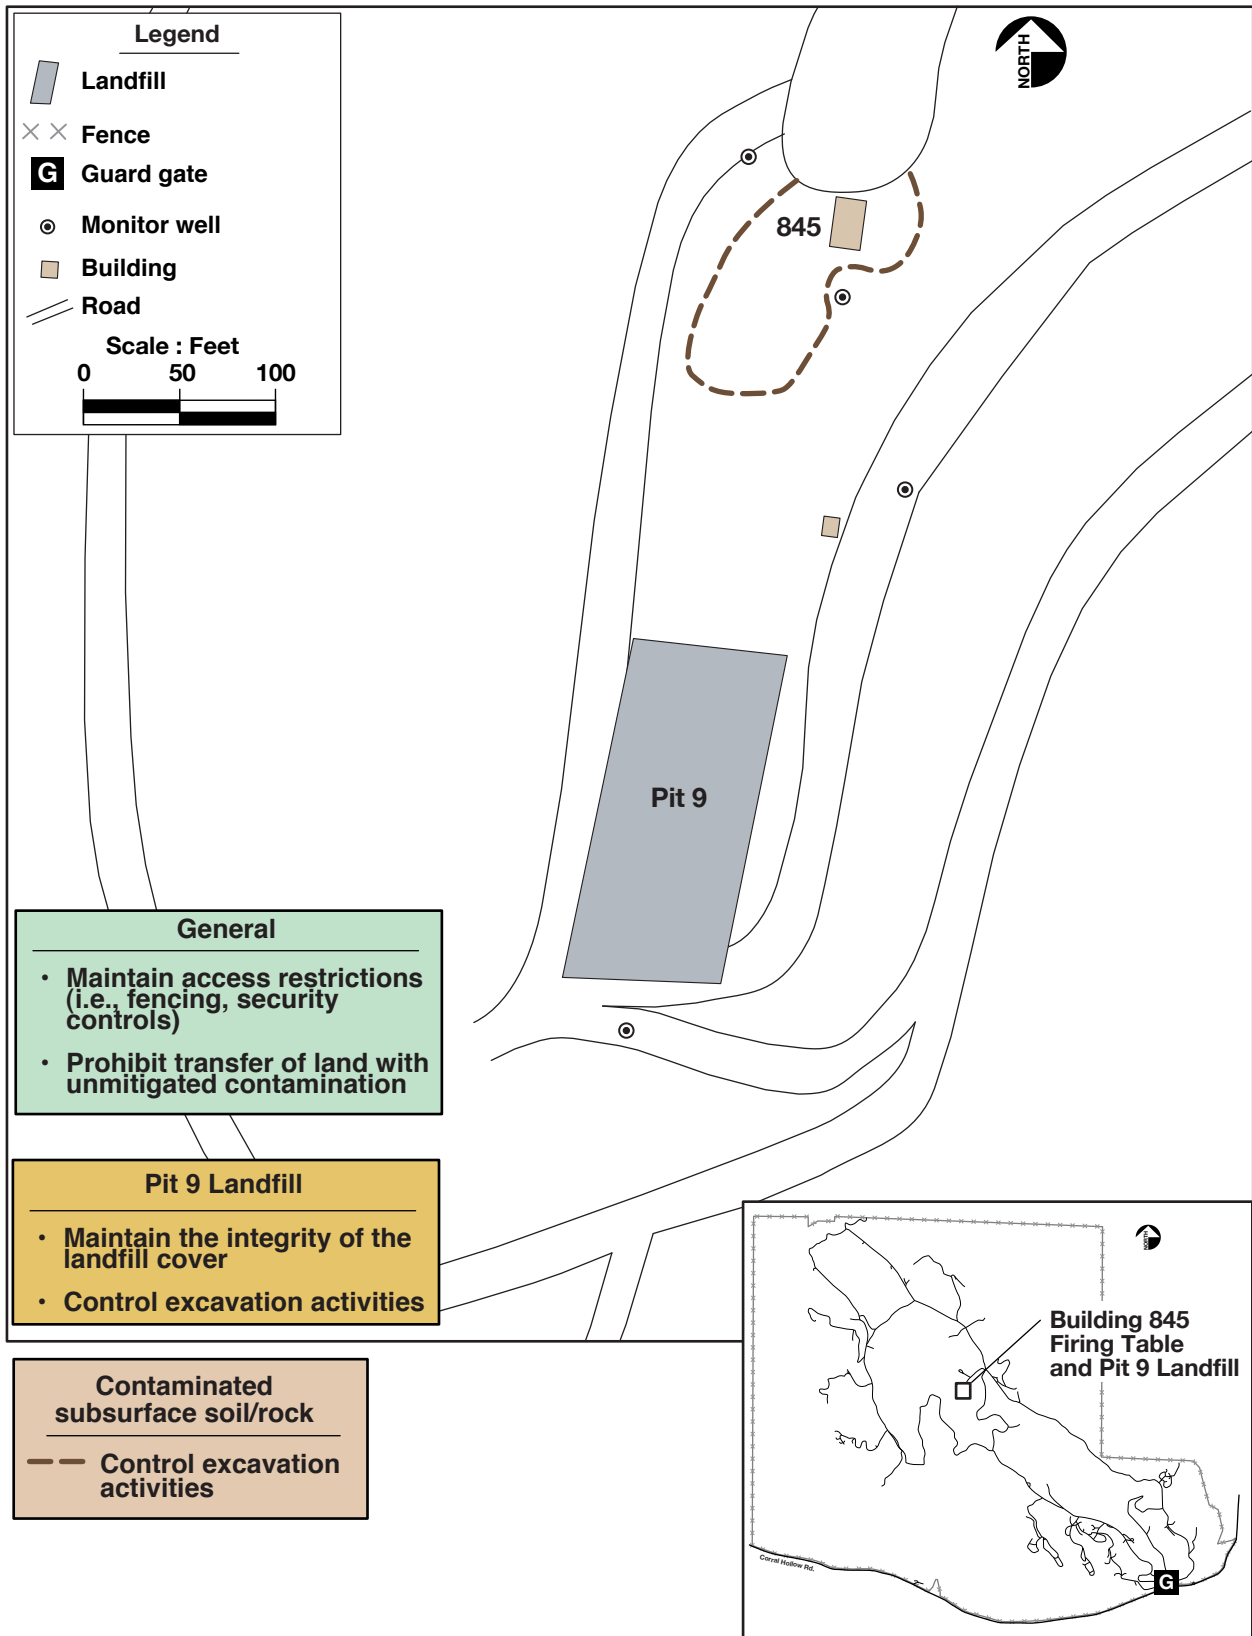 Legend
Landfill
Fence
G Guard gate
Monitor well
Building
Road
Scale : Feet
0 50 100
NORTH
845
Pit 9
General
• Maintain access restrictions
(i.e., fencing, security
controls)
• Prohibit transfer of land with
unmitigated contamination
Pit 9 Landfill
• Maintain the integrity of the
landfill cover
• Control excavation activities
Contaminated
subsurface soil/rock
Control excavation
activities
NORTH
Building 845
Firing Table
and Pit 9 Landfill
Corral Hollow Rd.
G